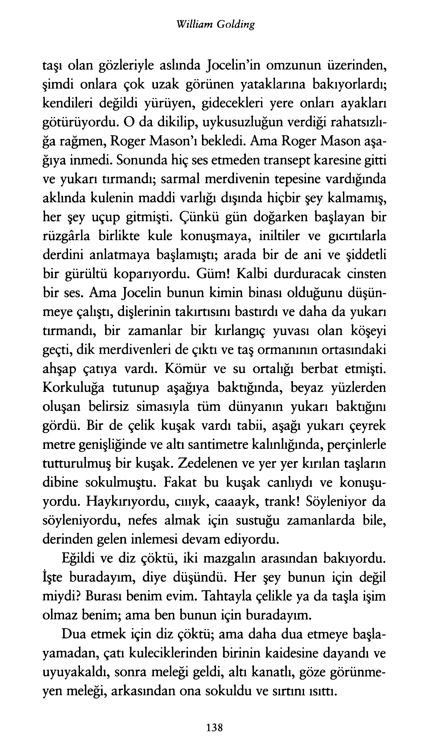 William Golding
taşı olan gözleriyle aslında Jocelin'in omzunun üzerinden,
şimdi onlara çok uzak görünen yataklarına bakıyorlardı;
kendileri değildi yürüyen, gidecekleri yere onları ayakları
götürüyordu. O da dikilip, uykusuzluğun verdiği rahatsızlı-
ğa rağmen, Roger Mason'ı bekledi. Ama Roger Mason aşa-
ğıya inmedi. Sonunda hiç ses etmeden transept karesine gitti
ve yukarı tırmandı; sarmal merdivenin tepesine vardığında
aklında kulenin maddi varlığı dışında hiçbir şey kalmamış,
her şey uçup gitmişti. Çünkü gün doğarken başlayan bir
rüzgârla birlikte kule konuşmaya, iniltiler ve gıcırtılarla
derdini anlatmaya başlamıştı; arada bir de ani ve şiddetli
bir gürültü koparıyordu. Güm! Kalbi durduracak cinsten
bir ses. Ama Jocelin bunun kimin binası olduğunu düşün-
meye çalıştı, dişlerinin takırtısını bastırdı ve daha da yukarı
tırmandı, bir zamanlar bir kırlangıç yuvası olan köşeyi
geçti, dik merdivenleri de çıktı ve taş ormanının ortasındaki
ahşap çatıya vardı. Kömür ve su ortalığı berbat etmişti.
Korkuluğa tutunup aşağıya baktığında, beyaz yüzlerden
oluşan belirsiz simasıyla tüm dünyanın yukarı baktığını
gördü. Bir de çelik kuşak vardı tabii, aşağı yukarı çeyrek
metre genişliğinde ve altı santimetre kalınlığında, perçinlerle
tutturulmuş bir kuşak. Zedelenen ve yer yer kırılan taşların
dibine sokulmuştu. Fakat bu kuşak canlıydı ve konuşu-
yordu. Haykırıyordu, cıııyk, caaayk, trank! Söyleniyor da
söyleniyordu, nefes almak için sustuğu zamanlarda bile,
derinden gelen inlemesi devam ediyordu.
Eğildi ve diz çöktü, iki mazgalın arasından bakıyordu.
İşte buradayım, diye düşündü. Her şey bunun için değil
miydi? Burası benim evim. Tahtayla çelikle ya da taşla işim
olmaz benim; ama ben bunun için buradayım.
Dua etmek için diz çöktü; ama daha dua etmeye başla-
yamadan, çatı kuleciklerinden birinin kaidesine dayandı ve
uyuyakaldı, sonra meleği geldi, altı kanatlı, göze görünme-
yen meleği, arkasından ona sokuldu ve sırtını ısıttı.
138